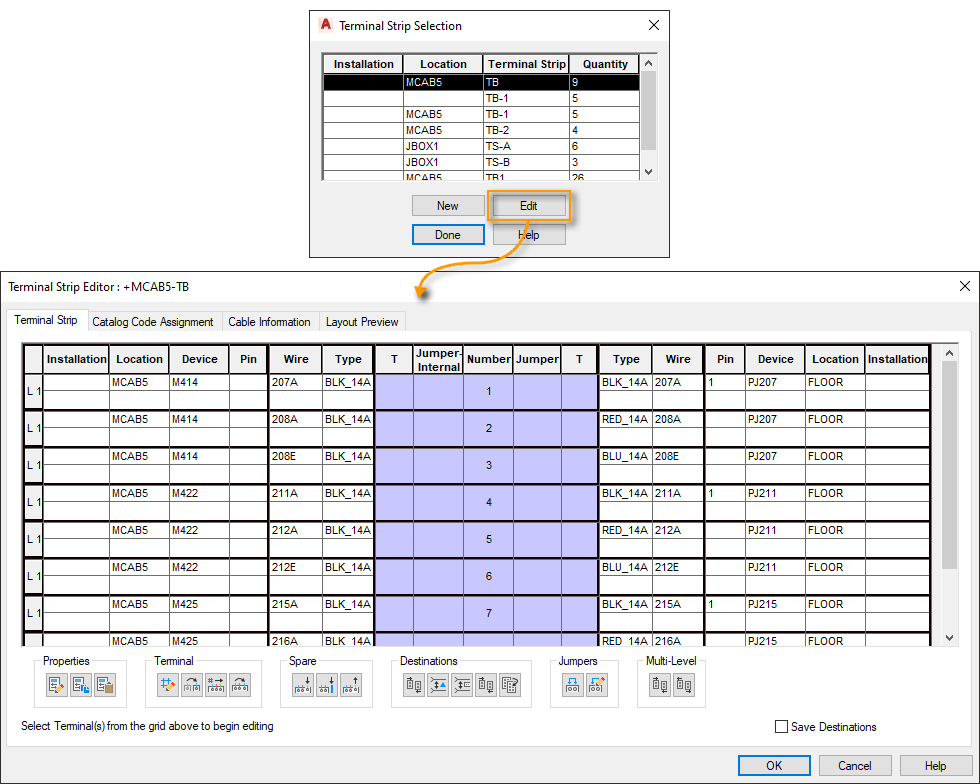 A Terminal Strip Selection
Installation Location Terminal Strip Quantity
MCAB5 TB 9
TB-1 5
MCAB5 TB-1 5
MCAB5 TB-2 4
JBOX1 TS-A 6
JBOX1 TS-B 3
MCAB5 TB1 26
New Edit
Done Help
Terminal Strip Editor : +MCAB5-TB
Terminal Strip Catalog Code Assignment Cable Information Layout Preview
Installation Location Device Pin Wire Type T Jumper-Internal Number Jumper T Type Wire Pin Device Location Installation
L 1 MCAB5 M414 207A BLK_14A 1 BLK_14A 207A 1 PJ207 FLOOR
L 1 MCAB5 M414 208A BLK_14A 2 RED_14A 208A PJ207 FLOOR
L 1 MCAB5 M414 208E BLK_14A 3 BLU_14A 208E PJ207 FLOOR
L 1 MCAB5 M422 211A BLK_14A 4 BLK_14A 211A 1 PJ211 FLOOR
L 1 MCAB5 M422 212A BLK_14A 5 RED_14A 212A PJ211 FLOOR
L 1 MCAB5 M422 212E BLK_14A 6 BLU_14A 212E PJ211 FLOOR
L 1 MCAB5 M425 215A BLK_14A 7 BLK_14A 215A 1 PJ215 FLOOR
MCAB5 M425 216A BLK_14A RED_14A 216A PJ215 FLOOR
Properties Terminal Spare Destinations Jumpers Multi-Level
Select Terminal(s) from the grid above to begin editing
Save Destinations
OK Cancel Help